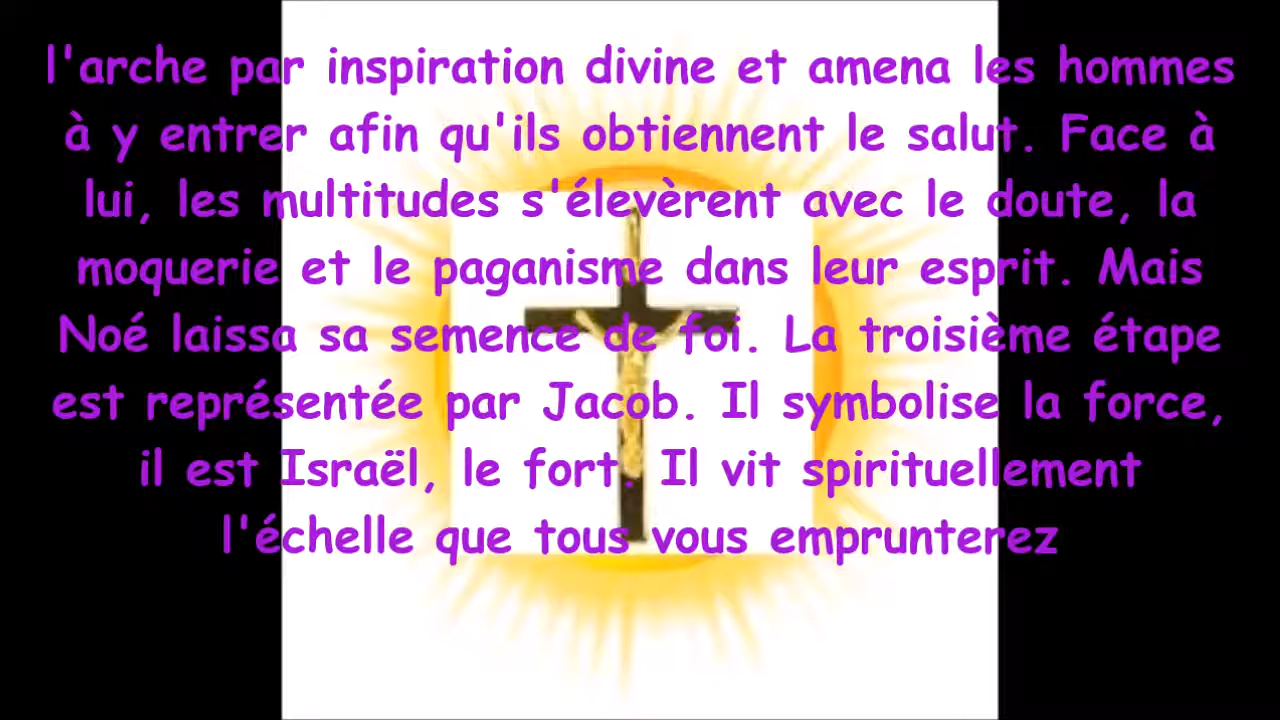 l'arche par inspiration divine et amena les hommes
à y entrer afin qu'ils obtiennent le salut. Face à
lui, les multitudes s'élevèrent avec le doute, la
moquerie et le paganisme dans leur esprit. Mais
Noé laissa sa semence de foi. La troisième étape
est représentée par Jacob. Il symbolise la force,
il est Israël, le fort. Il vit spirituellement
l'échelle que tous vous emprunterez